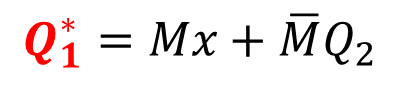 Q₁* = Mx + M̅Q₂